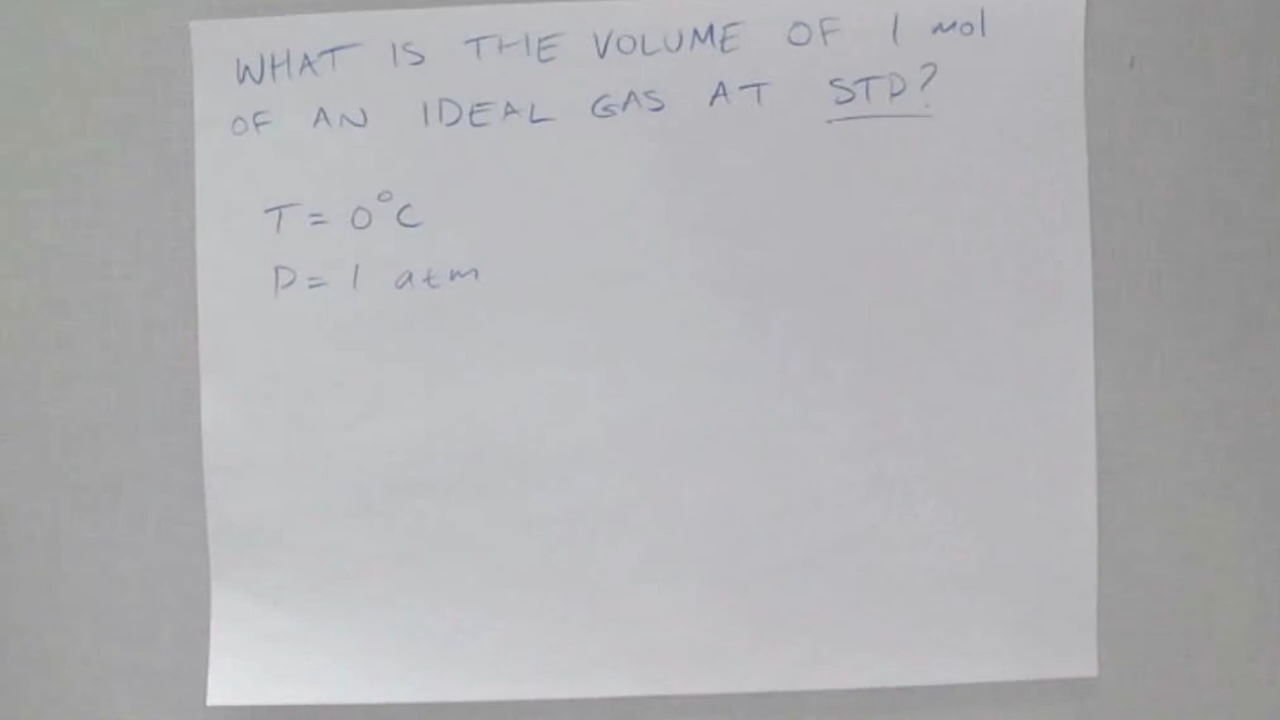 WHAT IS THE VOLUME OF 1 mol
OF AN IDEAL GAS AT STP?
T = 0°C
P = 1 atm